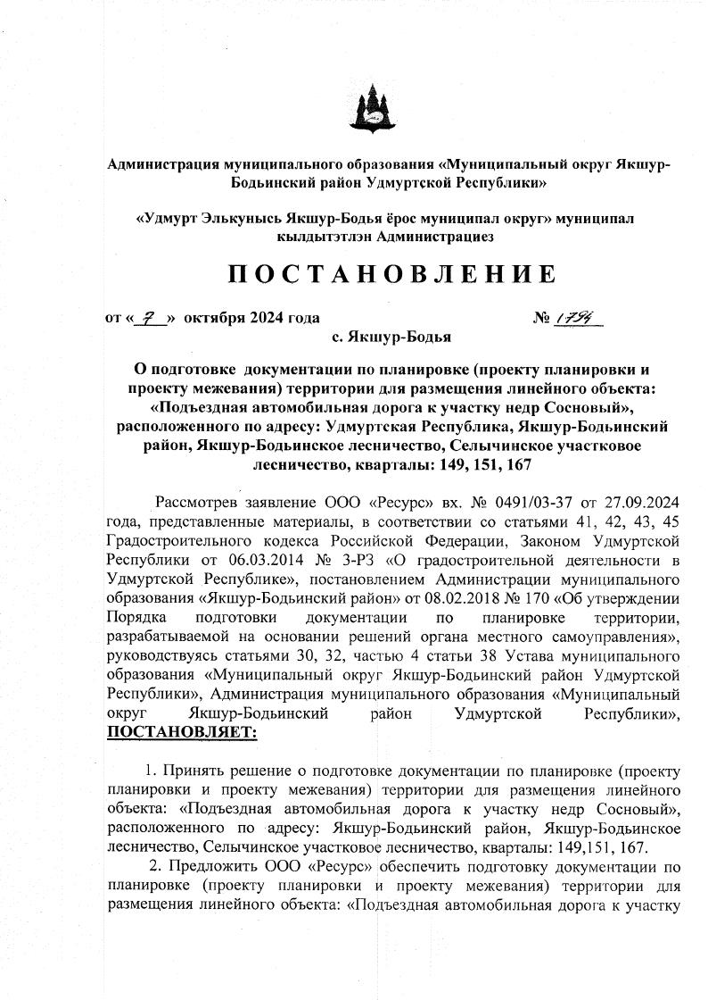 Администрация муниципального образования «Муниципальный округ Якшур-
Бодьинский район Удмуртской Республики»
«Удмурт Элькунысь Якшур-Бодья ёрос муниципал округ» муниципал
кылдытэтлэн Администрациез
ПОСТАНОВЛЕНИЕ
от « 7 » октября 2024 года № 1794
с. Якшур-Бодья
О подготовке документации по планировке (проекту планировки и
проекту межевания) территории для размещения линейного объекта:
«Подъездная автомобильная дорога к участку недр Сосновый»,
расположенного по адресу: Удмуртская Республика, Якшур-Бодьинский
район, Якшур-Бодьинское лесничество, Селычинское участковое
лесничество, кварталы: 149, 151, 167
Рассмотрев заявление ООО «Ресурс» вх. № 0491/03-37 от 27.09.2024
года, представленные материалы, в соответствии со статьями 41, 42, 43, 45
Градостроительного кодекса Российской Федерации, Законом Удмуртской
Республики от 06.03.2014 № 3-РЗ «О градостроительной деятельности в
Удмуртской Республике», постановлением Администрации муниципального
образования «Якшур-Бодьинский район» от 08.02.2018 № 170 «Об утверждении
Порядка подготовки документации по планировке территории,
разрабатываемой на основании решений органа местного самоуправления»,
руководствуясь статьями 30, 32, частью 4 статьи 38 Устава муниципального
образования «Муниципальный округ Якшур-Бодьинский район Удмуртской
Республики», Администрация муниципального образования «Муниципальный
округ Якшур-Бодьинский район Удмуртской Республики»,
ПОСТАНОВЛЯЕТ:
1. Принять решение о подготовке документации по планировке (проекту
планировки и проекту межевания) территории для размещения линейного
объекта: «Подъездная автомобильная дорога к участку недр Сосновый»,
расположенного по адресу: Якшур-Бодьинский район, Якшур-Бодьинское
лесничество, Селычинское участковое лесничество, кварталы: 149,151, 167.
2. Предложить ООО «Ресурс» обеспечить подготовку документации по
планировке (проекту планировки и проекту межевания) территории для
размещения линейного объекта: «Подъездная автомобильная дорога к участку